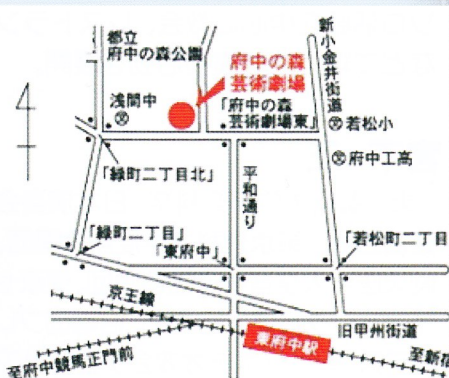 都立
府中の森公園
府中の森
芸術劇場
新小金井街道
浅間中
「府中の森
芸術劇場東」
若松小
府中工高
「緑町二丁目北」
平和通り
「緑町二丁目」
「東府中」
「若松町二丁目
京王線
旧甲州街道
東府中駅
至府中競馬正門前
至新宿